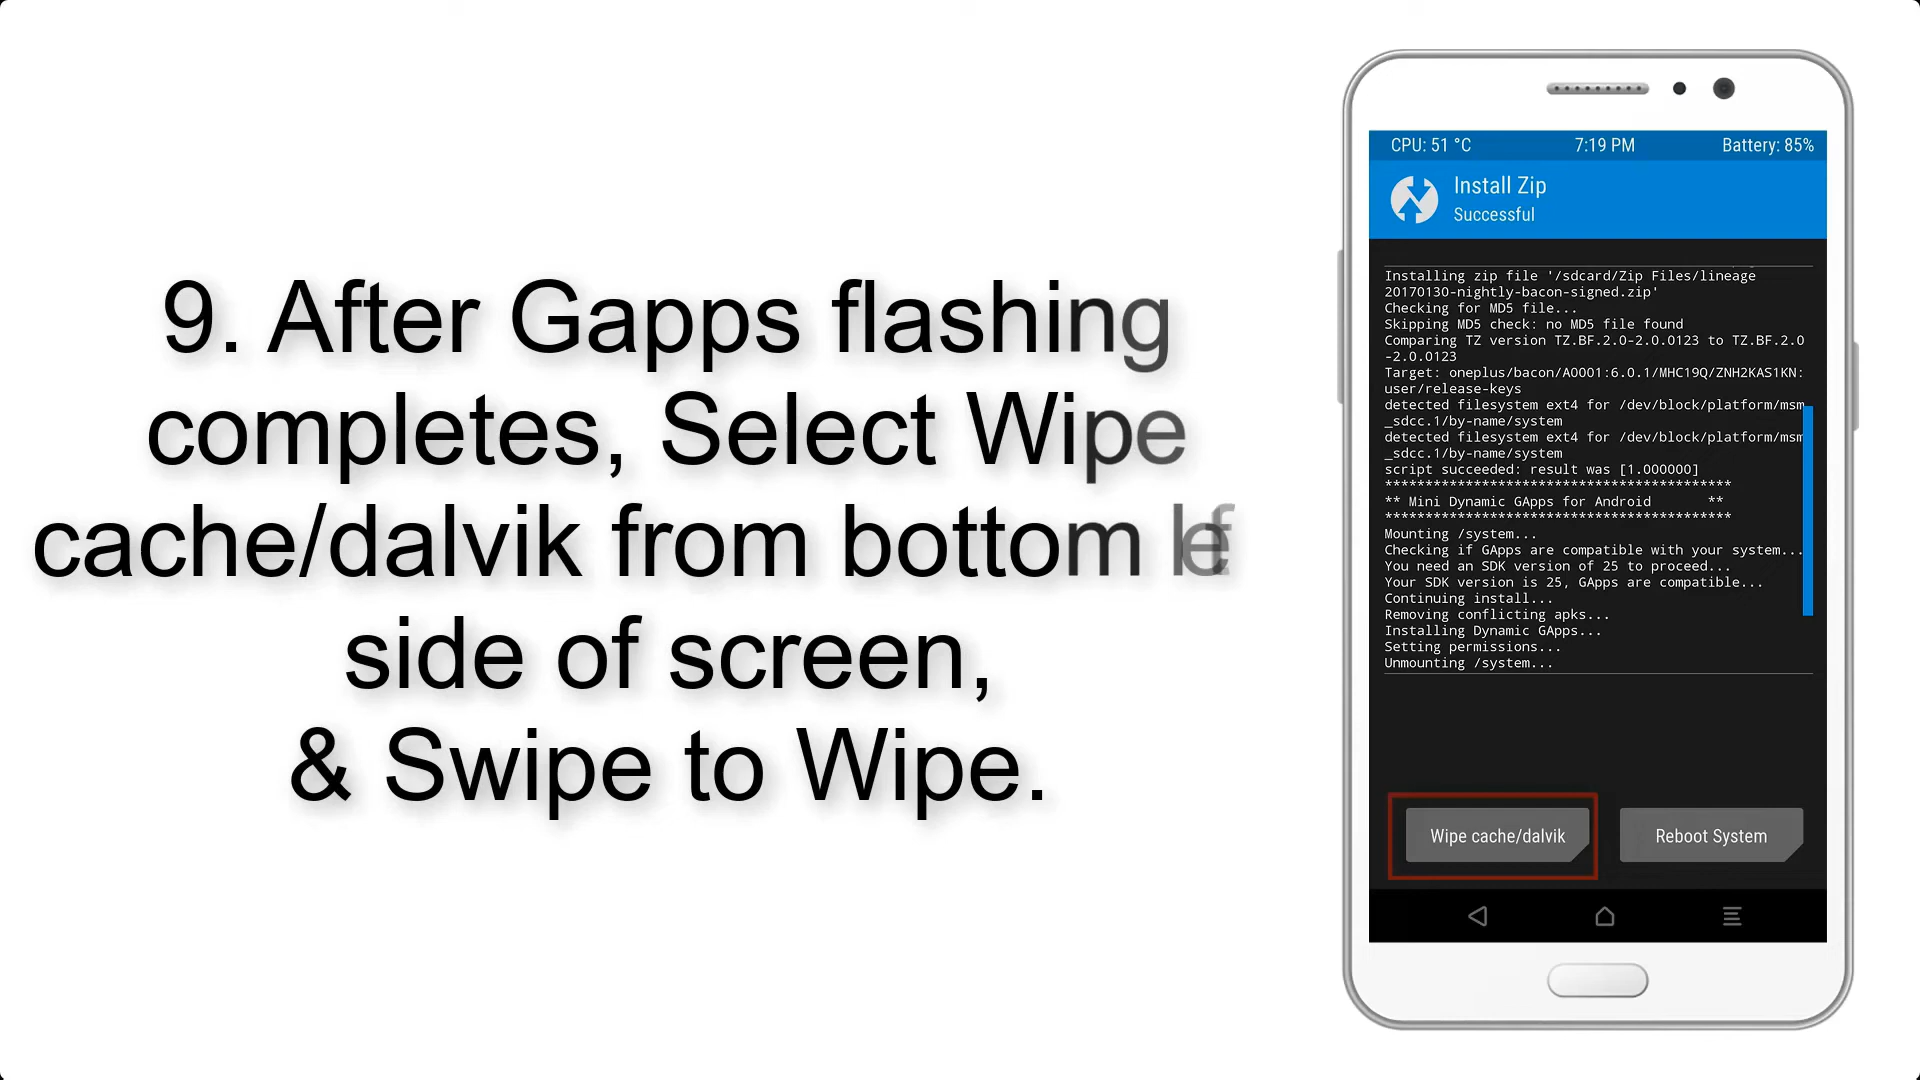 9. After Gapps flashing
completes, Select Wipe
cache/dalvik from bottom lef
side of screen,
& Swipe to Wipe.
CPU: 51 °C 7:19 PM Battery: 85%
Install Zip
Successful
Installing zip file '/sdcard/Zip Files/lineage
20170130-nightly-bacon-signed.zip'
Checking for MD5 file...
Skipping MD5 check: no MD5 file found
Comparing TZ version TZ.BF.2.0-2.0.0123 to TZ.BF.2.0
-2.0.0123
Target: oneplus/bacon/A0001:6.0.1/MHC19Q/ZNH2KAS1KN:
user/release-keys
detected filesystem ext4 for /dev/block/platform/msm
_sdcc.1/by-name/system
detected filesystem ext4 for /dev/block/platform/msm
_sdcc.1/by-name/system
script succeeded: result was [1.000000]
*******************************************
** Mini Dynamic GApps for Android **
*******************************************
Mounting /system...
Checking if GApps are compatible with your system...
You need an SDK version of 25 to proceed...
Your SDK version is 25, GApps are compatible...
Continuing install...
Removing conflicting apks...
Installing Dynamic GApps...
Setting permissions...
Unmounting /system...
Wipe cache/dalvik Reboot System